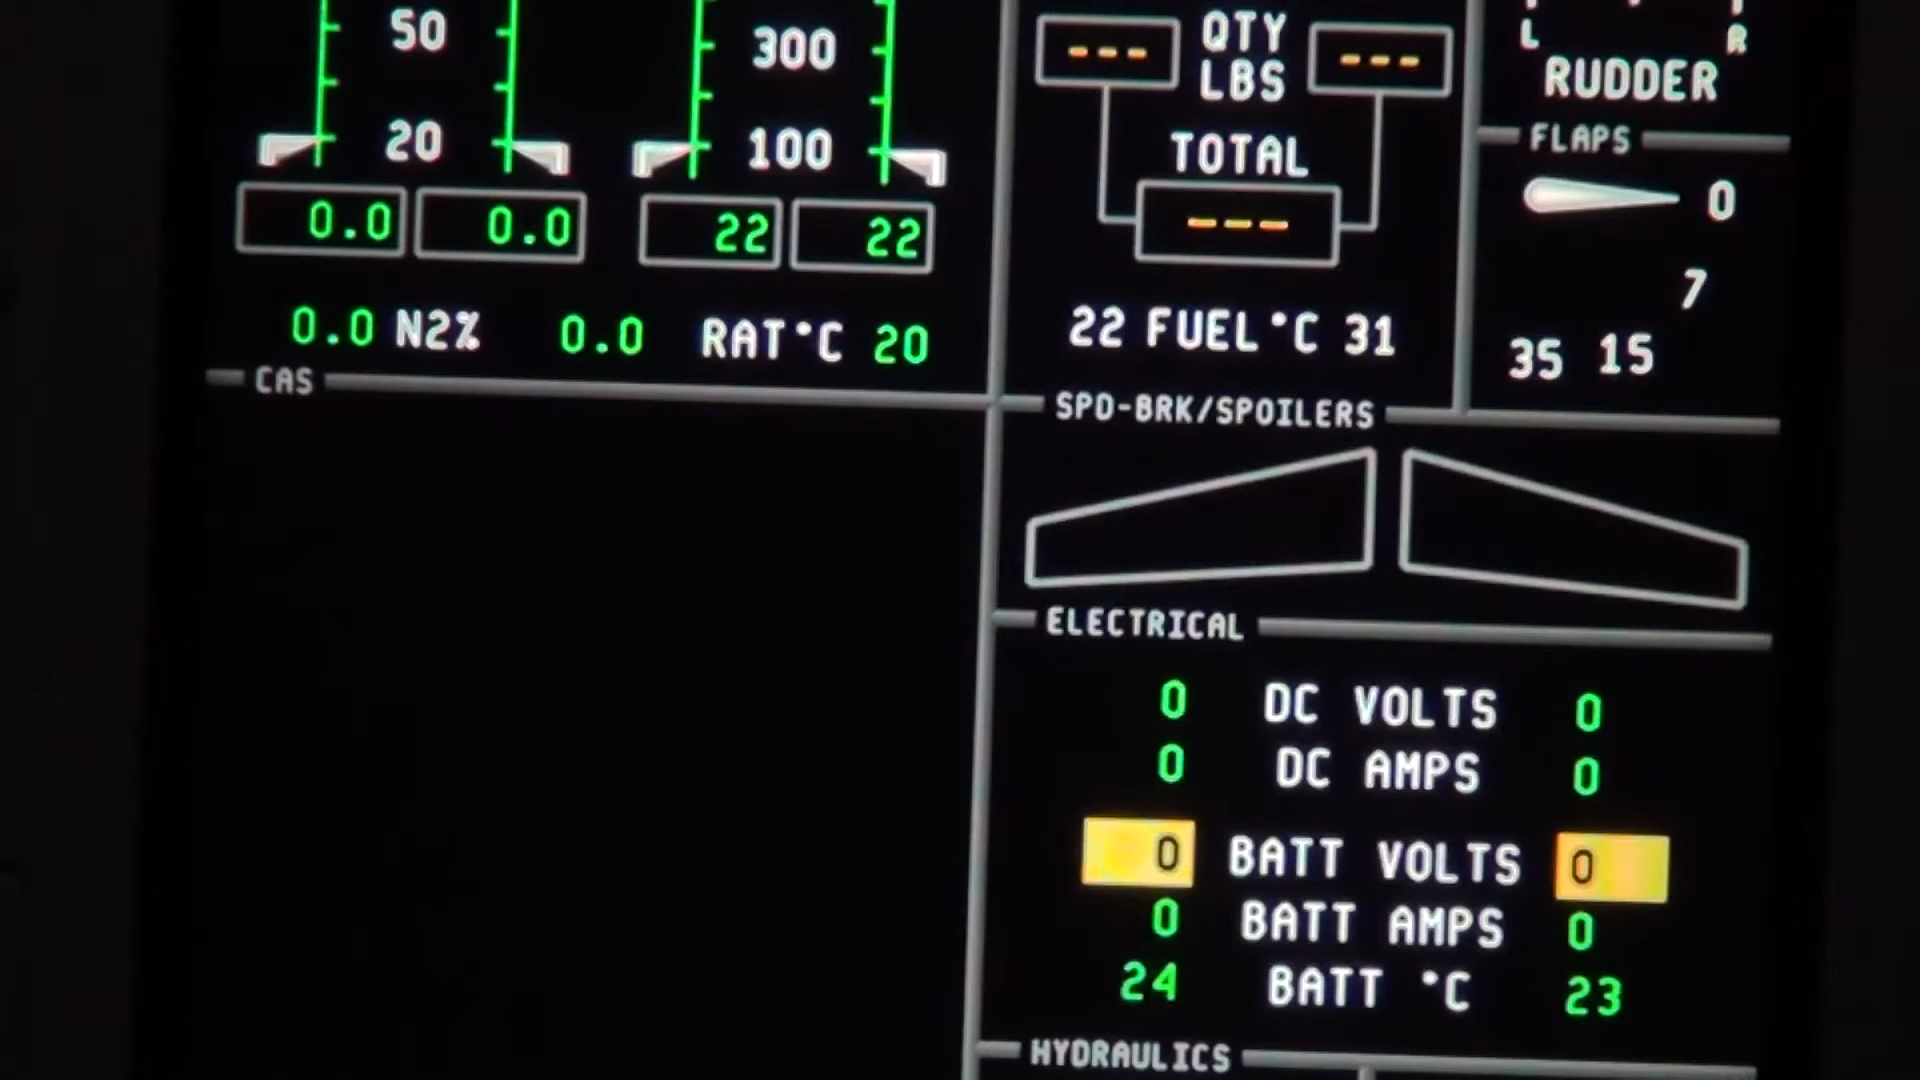 50
300
20
100
0.0 0.0 22 22
0.0 N2% 0.0 RAT°C 20
CAS
--- QTY ---
LBS
TOTAL
---
22 FUEL °C 31
L R
RUDDER
FLAPS
0
7
35 15
SPD-BRK/SPOILERS
ELECTRICAL
0 DC VOLTS 0
0 DC AMPS 0
0 BATT VOLTS 0
0 BATT AMPS 0
24 BATT °C 23
HYDRAULICS